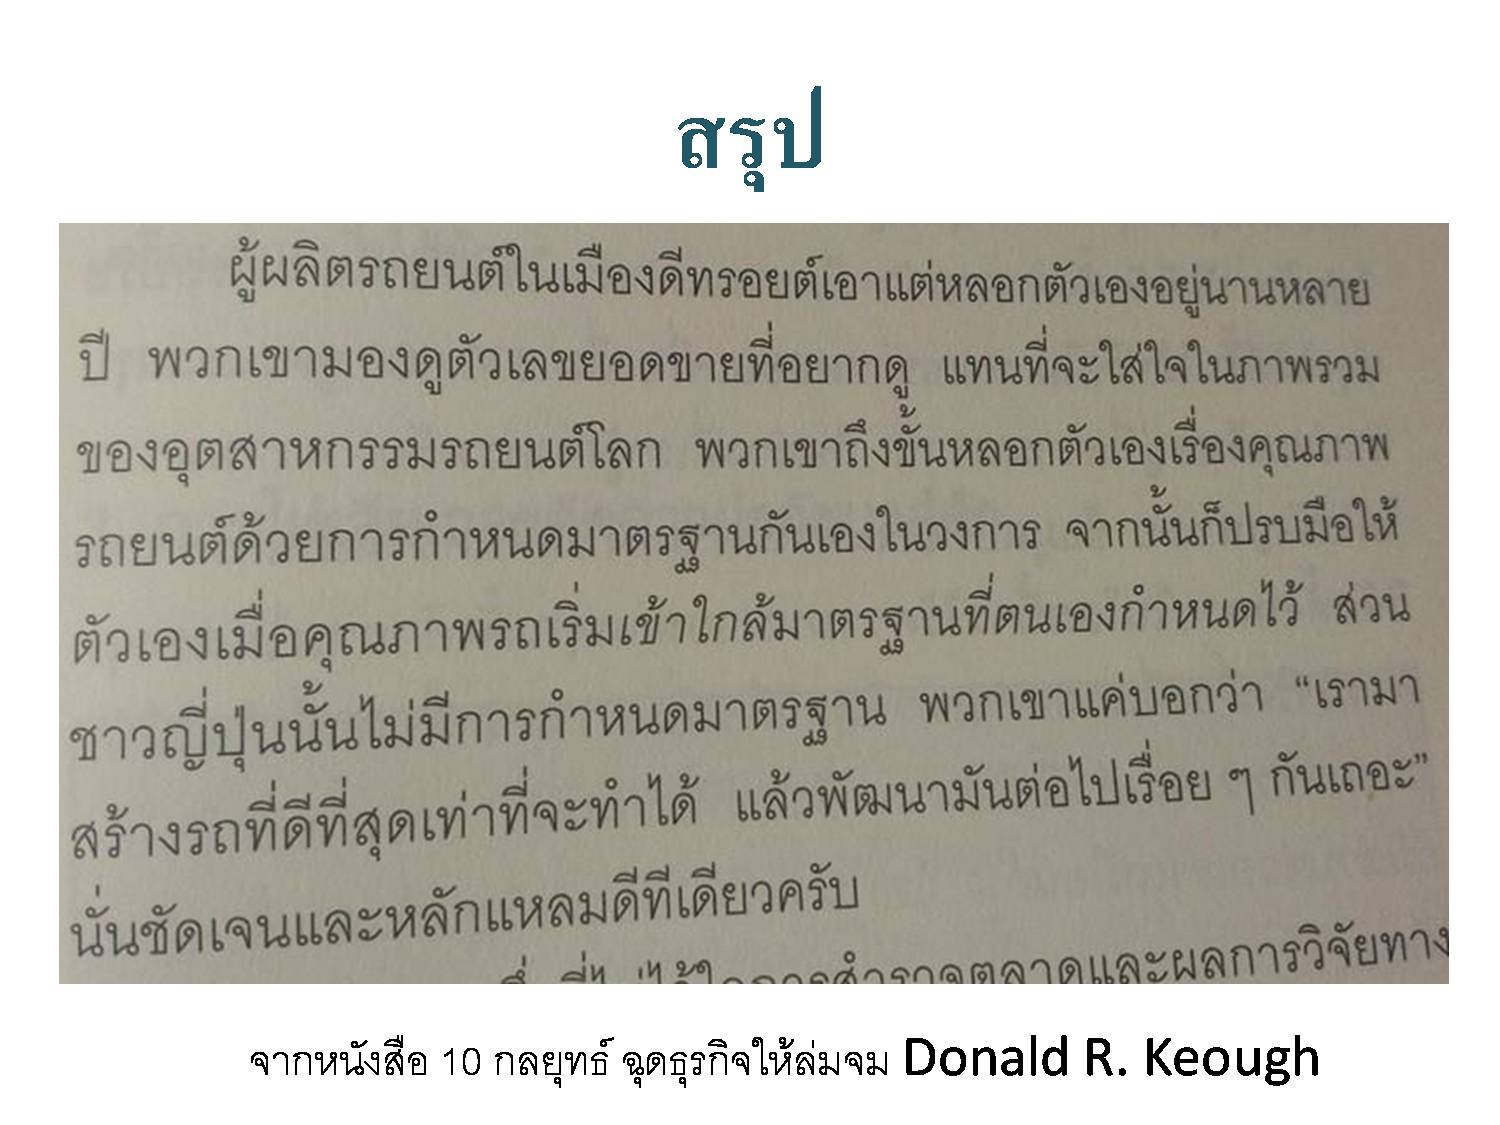 สรุป
ผู้ผลิตรถยนต์ในเมืองดีทรอยต์เอาแต่หลอกตัวเองอยู่นานหลาย
ปี พวกเขามองดูตัวเลขยอดขายที่อยากดู แทนที่จะใส่ใจในภาพรวม
ของอุตสาหกรรมรถยนต์โลก พวกเขาถึงขั้นหลอกตัวเองเรื่องคุณภาพ
รถยนต์ด้วยการกำหนดมาตรฐานกันเองในวงการ จากนั้นก็ปรบมือให้
ตัวเองเมื่อคุณภาพรถเริ่มเข้าใกล้มาตรฐานที่ตนเองกำหนดไว้ ส่วน
ชาวญี่ปุ่นนั้นไม่มีการกำหนดมาตรฐาน พวกเขาแค่บอกว่า “เรามา
สร้างรถที่ดีที่สุดเท่าที่จะทำได้ แล้วพัฒนามันต่อไปเรื่อย ๆ กันเถอะ”
นั่นชัดเจนและหลักแหลมดีทีเดียวครับ
การสำรวจตลาดและผลการวิจัยทาง
จากหนังสือ 10 กลยุทธ์ ฉุดธุรกิจให้ล่มจม Donald R. Keough